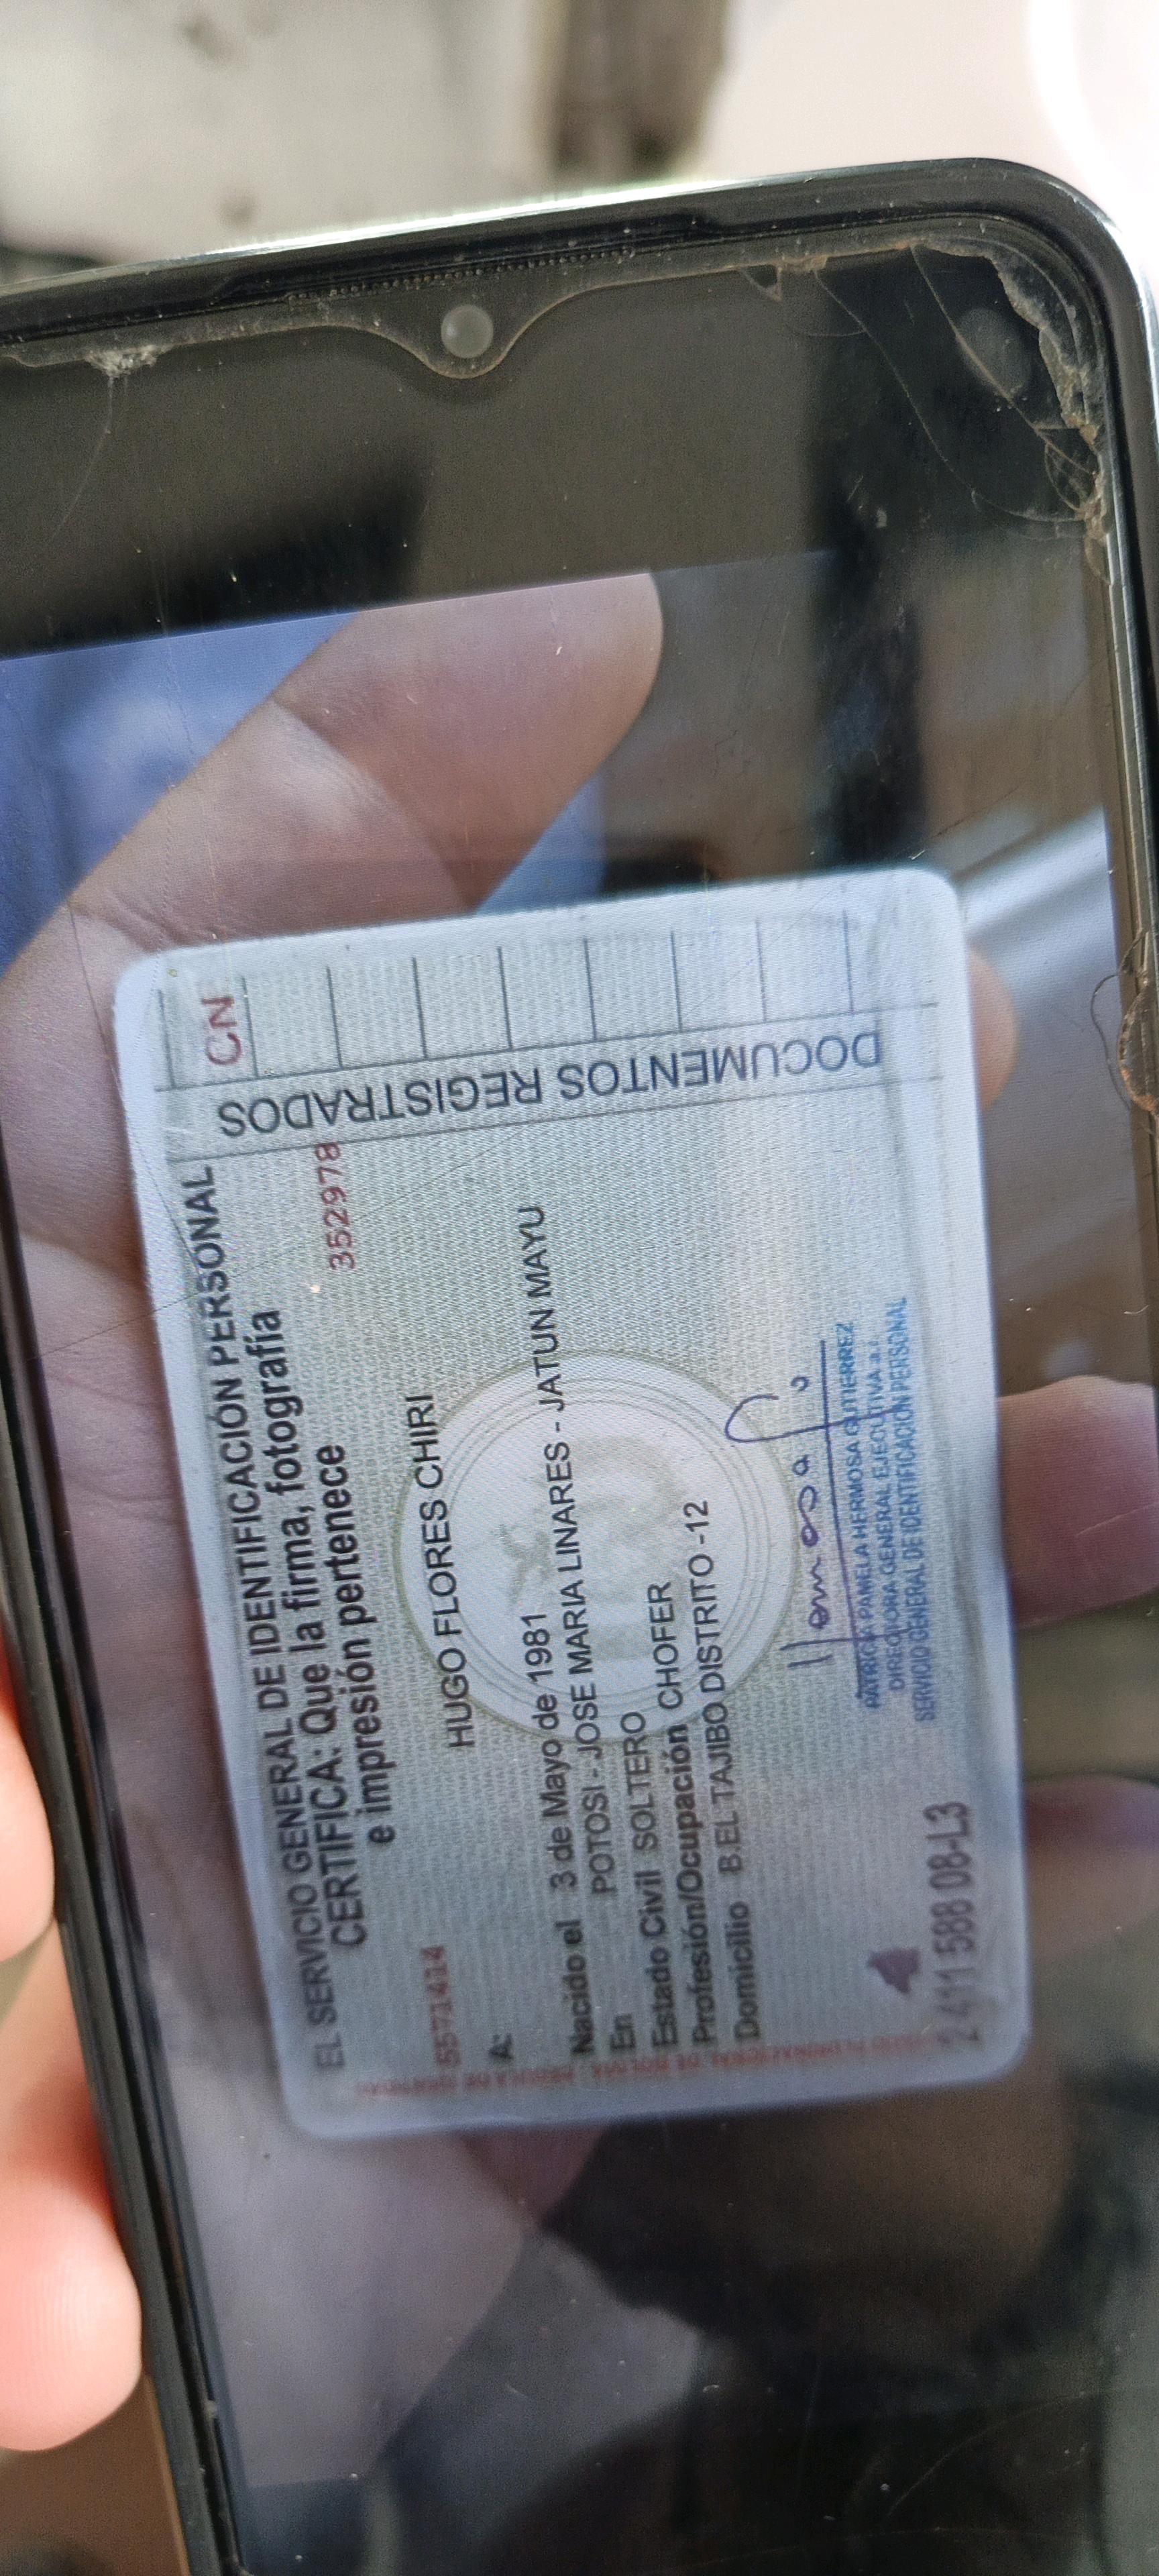 EL SERVICIO GENERAL DE IDENTIFICACIÓN PERSONAL
CERTIFICA: Que la firma, fotografía
e impresión pertenece
352978
5571414
A: HUGO FLORES CHIRI
Nacido el 3 de Mayo de 1981
En POTOSI - JOSE MARIA LINARES - JATUN MAYU
Estado Civil SOLTERO
Profesión/Ocupación CHOFER
Domicilio B.EL TAJIBO DISTRITO -12
PATRICIA PAMELA HERMOSA GUTIERREZ
DIRECTORA GENERAL EJECUTIVA a.i.
SERVICIO GENERAL DE IDENTIFICACIÓN PERSONAL
2411 588 08-L3
DOCUMENTOS REGISTRADOS
CN